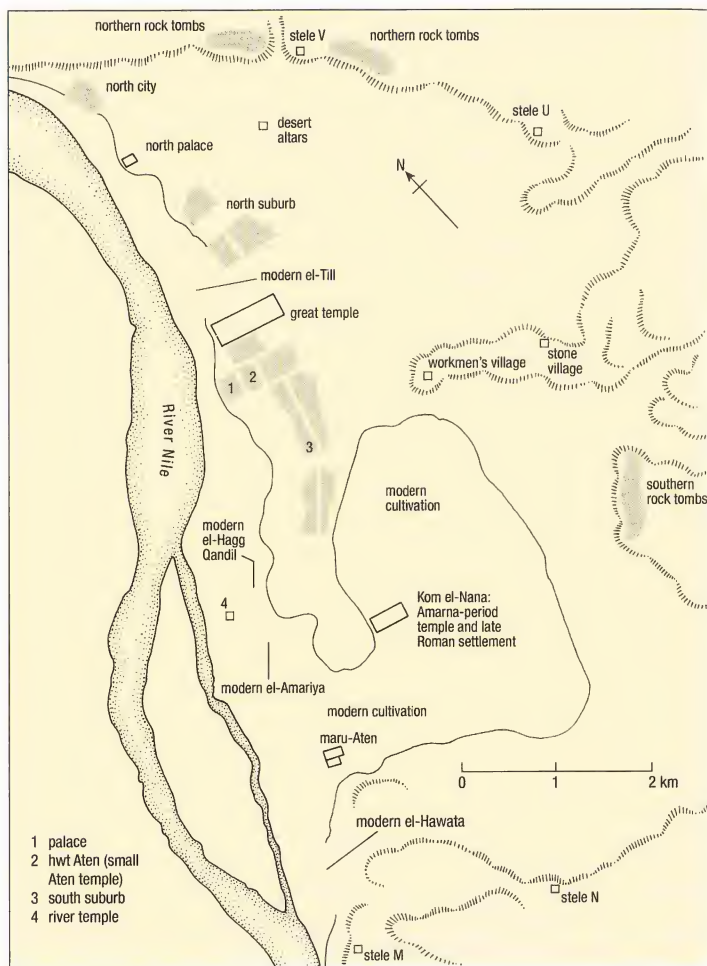 northern rock tombs
stele V
northern rock tombs
north city
stele U
desert
altars
north palace
N
north suburb
modern el-Till
great temple
stone
village
workmen's village
1
2
3
River Nile
modern
cultivation
southern
rock tombs
modern
el-Hagg
Qandil
4
Kom el-Nana:
Amarna-period
temple and late
Roman settlement
modern el-Amariya
modern cultivation
maru-Aten
0 1 2 km
modern el-Hawata
1 palace
2 hwt Aten (small
Aten temple)
3 south suburb
4 river temple
stele N
stele M